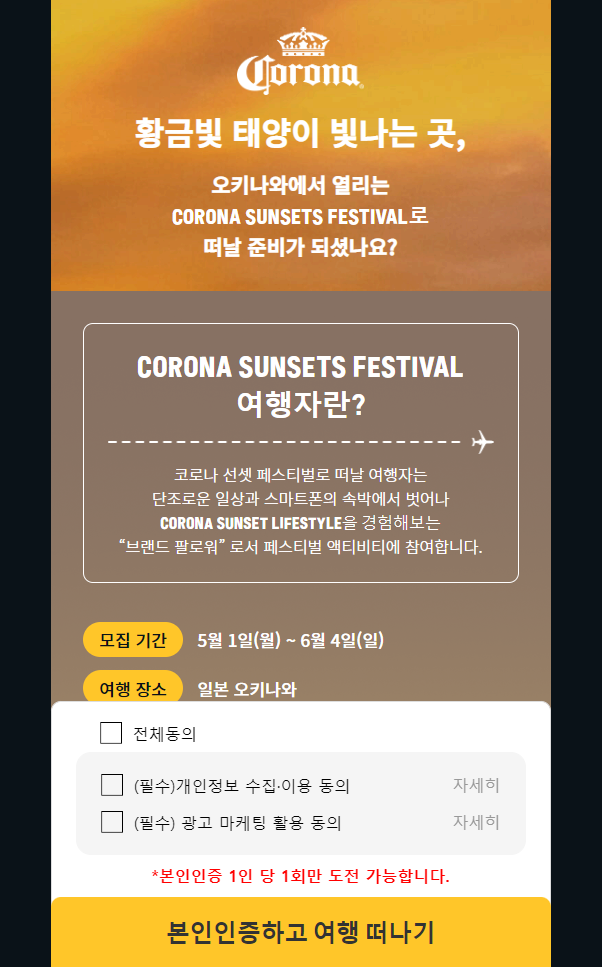 Corona
황금빛 태양이 빛나는 곳,
오키나와에서 열리는
CORONA SUNSETS FESTIVAL로
떠날 준비가 되셨나요?
CORONA SUNSETS FESTIVAL
여행자란?
코로나 선셋 페스티벌로 떠날 여행자는
단조로운 일상과 스마트폰의 속박에서 벗어나
CORONA SUNSET LIFESTYLE을 경험해보는
“브랜드 팔로워” 로서 페스티벌 액티비티에 참여합니다.
모집 기간 5월 1일(월) ~ 6월 4일(일)
여행 장소 일본 오키나와
전체동의
(필수)개인정보 수집·이용 동의 자세히
(필수) 광고 마케팅 활용 동의 자세히
*본인인증 1인 당 1회만 도전 가능합니다.
본인인증하고 여행 떠나기